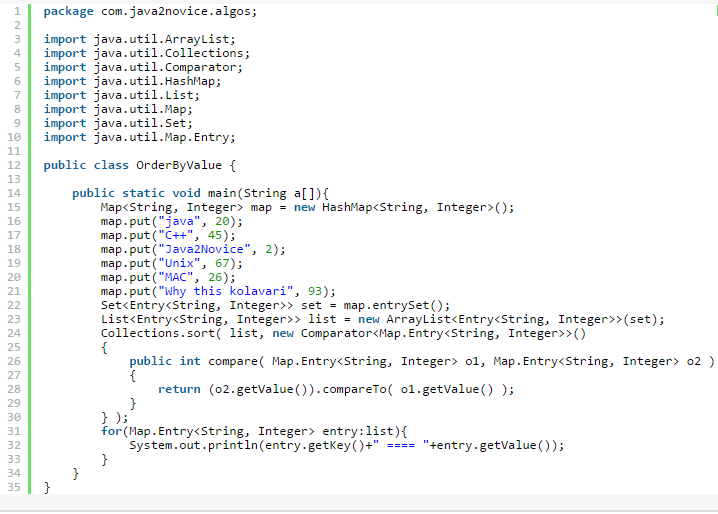 1 package com.java2novice.algos;
2
3 import java.util.ArrayList;
4 import java.util.Collections;
5 import java.util.Comparator;
6 import java.util.HashMap;
7 import java.util.List;
8 import java.util.Map;
9 import java.util.Set;
10 import java.util.Map.Entry;
11
12 public class OrderByValue {
13
14     public static void main(String a[]){
15         Map<String, Integer> map = new HashMap<String, Integer>();
16         map.put("java", 20);
17         map.put("C++", 45);
18         map.put("Java2Novice", 2);
19         map.put("Unix", 67);
20         map.put("MAC", 26);
21         map.put("Why this kolavari", 93);
22         Set<Entry<String, Integer>> set = map.entrySet();
23         List<Entry<String, Integer>> list = new ArrayList<Entry<String, Integer>>(set);
24         Collections.sort( list, new Comparator<Map.Entry<String, Integer>>()
25         {
26             public int compare( Map.Entry<String, Integer> o1, Map.Entry<String, Integer> o2 )
27             {
28                 return (o2.getValue()).compareTo( o1.getValue() );
29             }
30         } );
31         for(Map.Entry<String, Integer> entry:list){
32             System.out.println(entry.getKey()+" ==== "+entry.getValue());
33         }
34     }
35 }